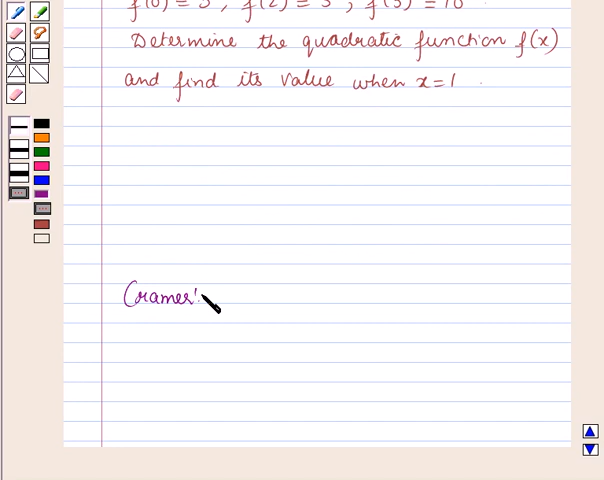 Determine the quadratic function f(x)
and find its value when x=1.
Cramer's